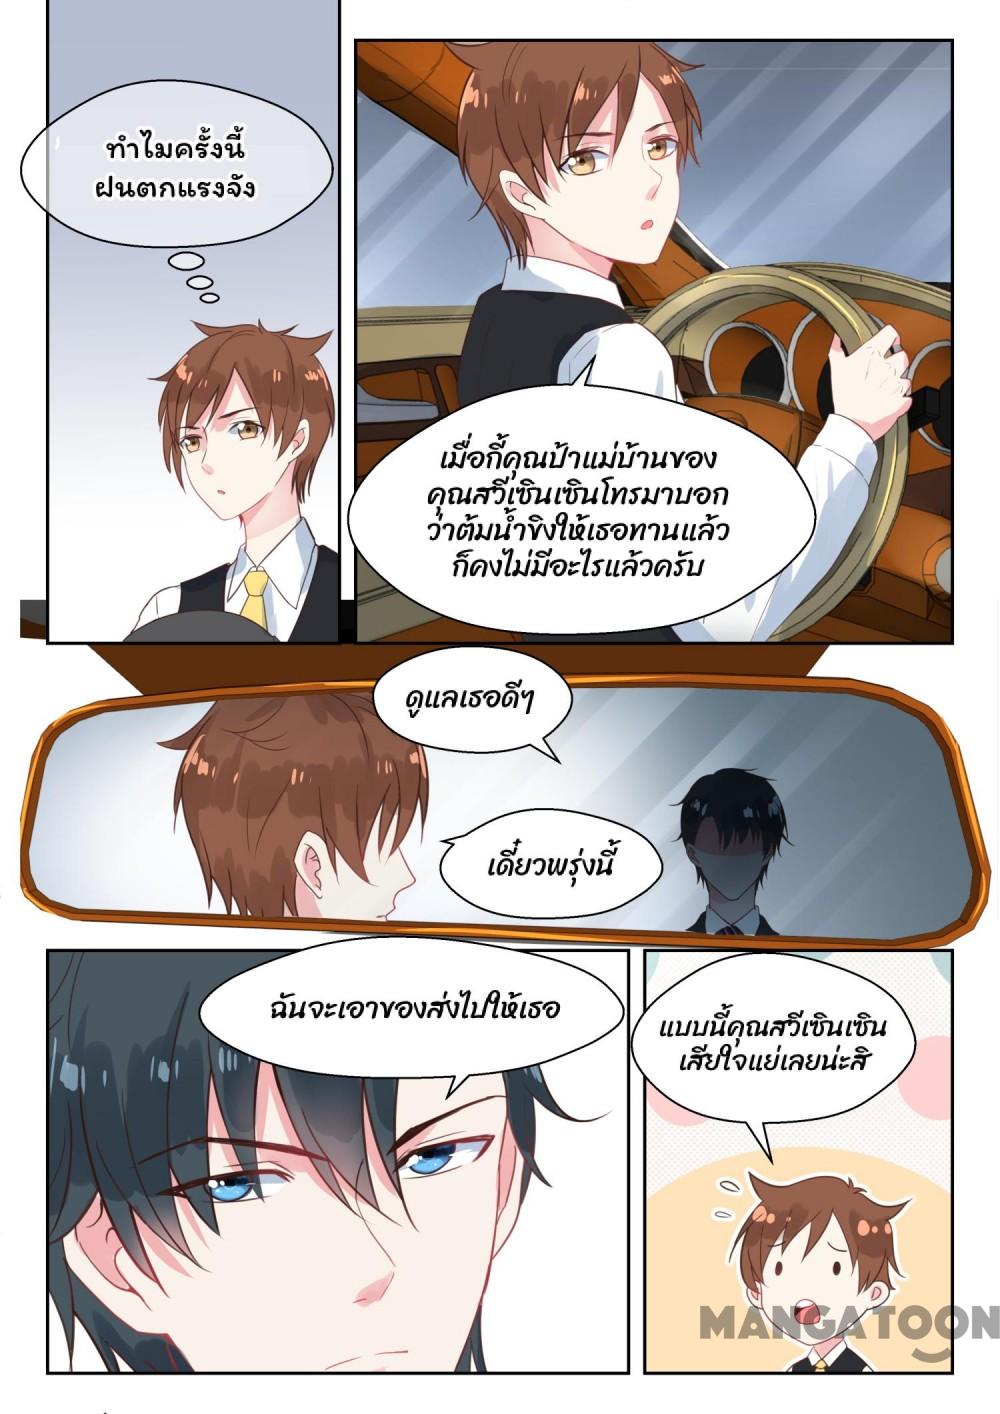 ทำไมครั้งนี้
ฝนตกแรงจัง
เมื่อกี้คุณป้าแม่บ้านของ
คุณสวีเซินเซินโทรมาบอก
ว่าต้มน้ำขิงให้เธอทานแล้ว
ก็คงไม่มีอะไรแล้วครับ
ดูแลเธอดีๆ
เดี๋ยวพรุ่งนี้
ฉันจะเอาของส่งไปให้เธอ
แบบนี้คุณสวีเซินเซิน
เสียใจแย่เลยน่ะสิ
MANGATOON